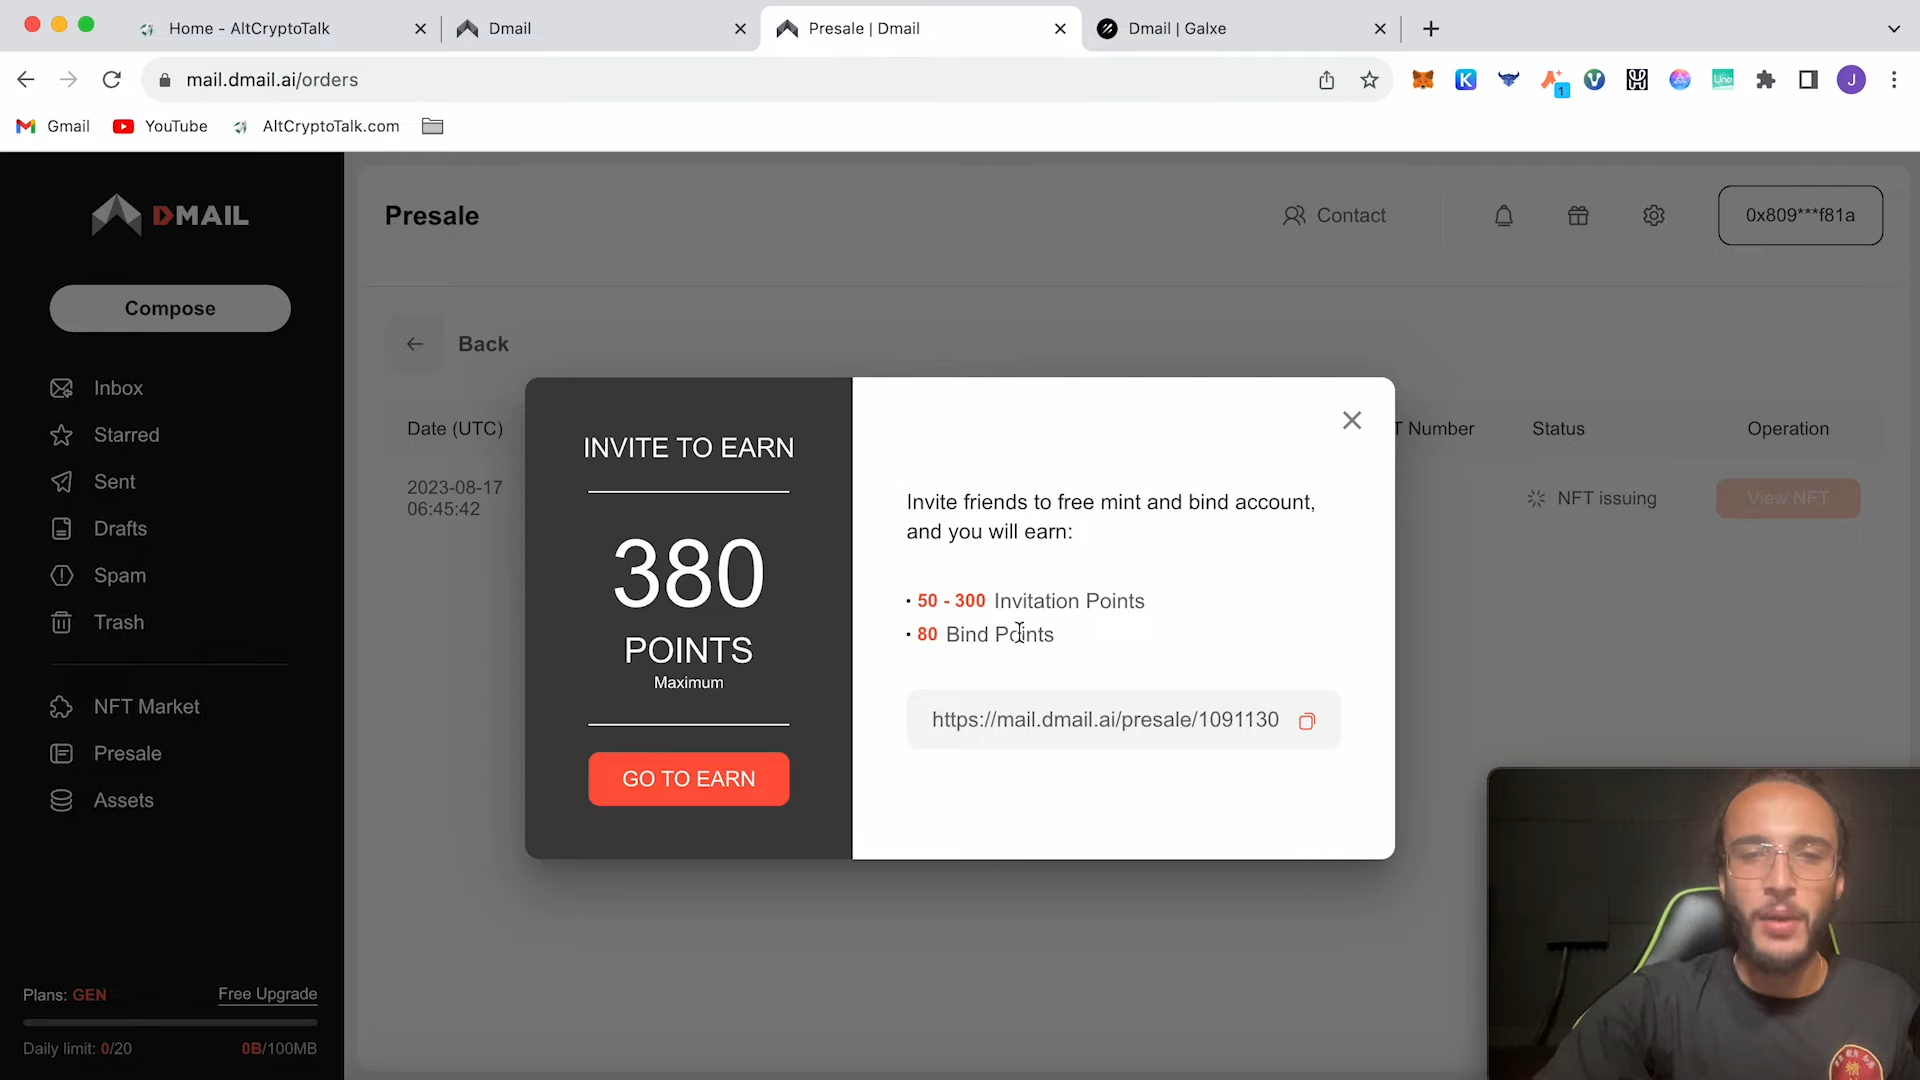 Home - AltCryptoTalk
Dmail
Presale | Dmail
Dmail | Galxe
mail.dmail.ai/orders
1
Lino
J
Gmail
YouTube
AltCryptoTalk.com
DMAIL
Presale
Contact
0x809***f81a
Compose
Back
Inbox
Starred
Sent
Drafts
Spam
Trash
NFT Market
Presale
Assets
Date (UTC)
T Number
Status
Operation
2023-08-17
06:45:42
NFT issuing
View NFT
INVITE TO EARN
380
POINTS
Maximum
GO TO EARN
Invite friends to free mint and bind account,
and you will earn:
• 50 - 300 Invitation Points
• 80 Bind Points
https://mail.dmail.ai/presale/1091130
Plans: GEN
Free Upgrade
Daily limit: 0/20
0B/100MB